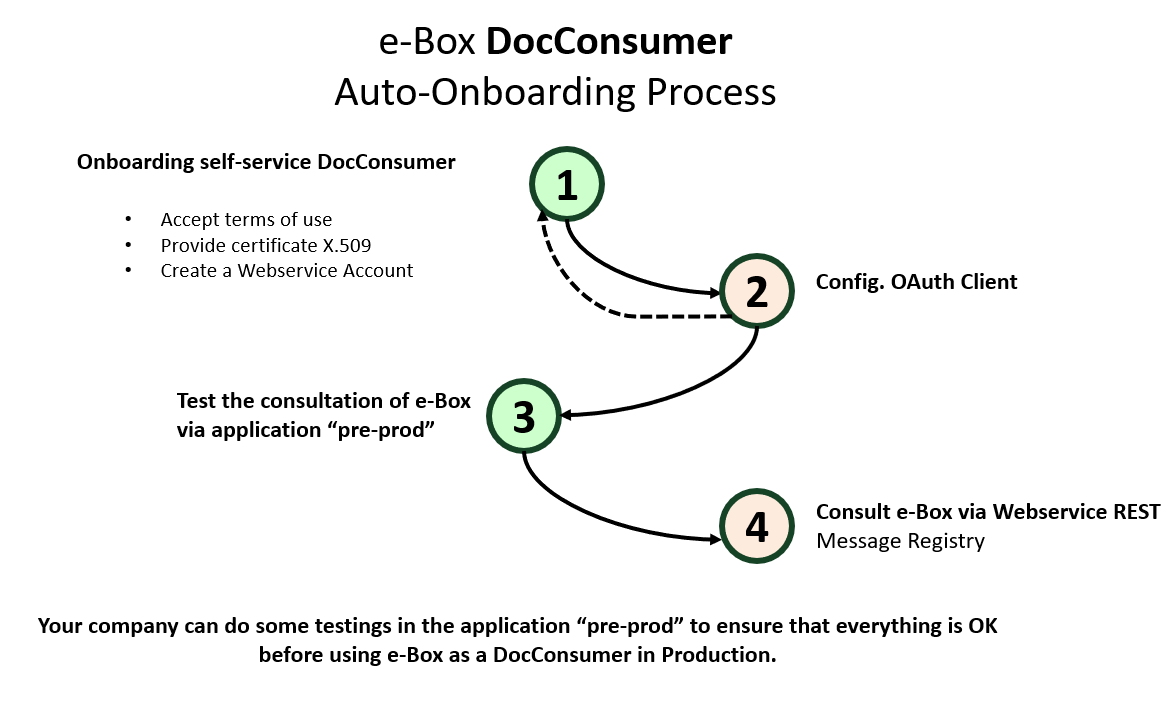 e-Box DocConsumer
Auto-Onboarding Process
Onboarding self-service DocConsumer
• Accept terms of use
• Provide certificate X.509
• Create a Webservice Account
1
2
Config. OAuth Client
Test the consultation of e-Box
via application “pre-prod”
3
4
Consult e-Box via Webservice REST
Message Registry
Your company can do some testings in the application “pre-prod” to ensure that everything is OK
before using e-Box as a DocConsumer in Production.